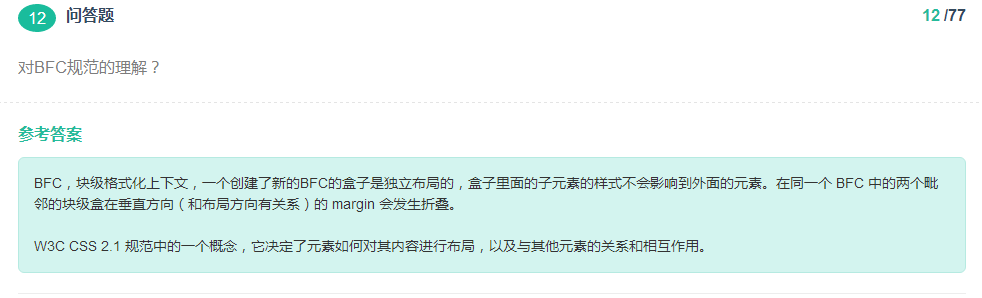 12 问答题 12 /77
对BFC规范的理解？
参考答案
BFC，块级格式化上下文，一个创建了新的BFC的盒子是独立布局的，盒子里面的子元素的样式不会影响到外面的元素。在同一个 BFC 中的两个毗
邻的块级盒在垂直方向（和布局方向有关系）的 margin 会发生折叠。
W3C CSS 2.1 规范中的一个概念，它决定了元素如何对其内容进行布局，以及与其他元素的关系和相互作用。